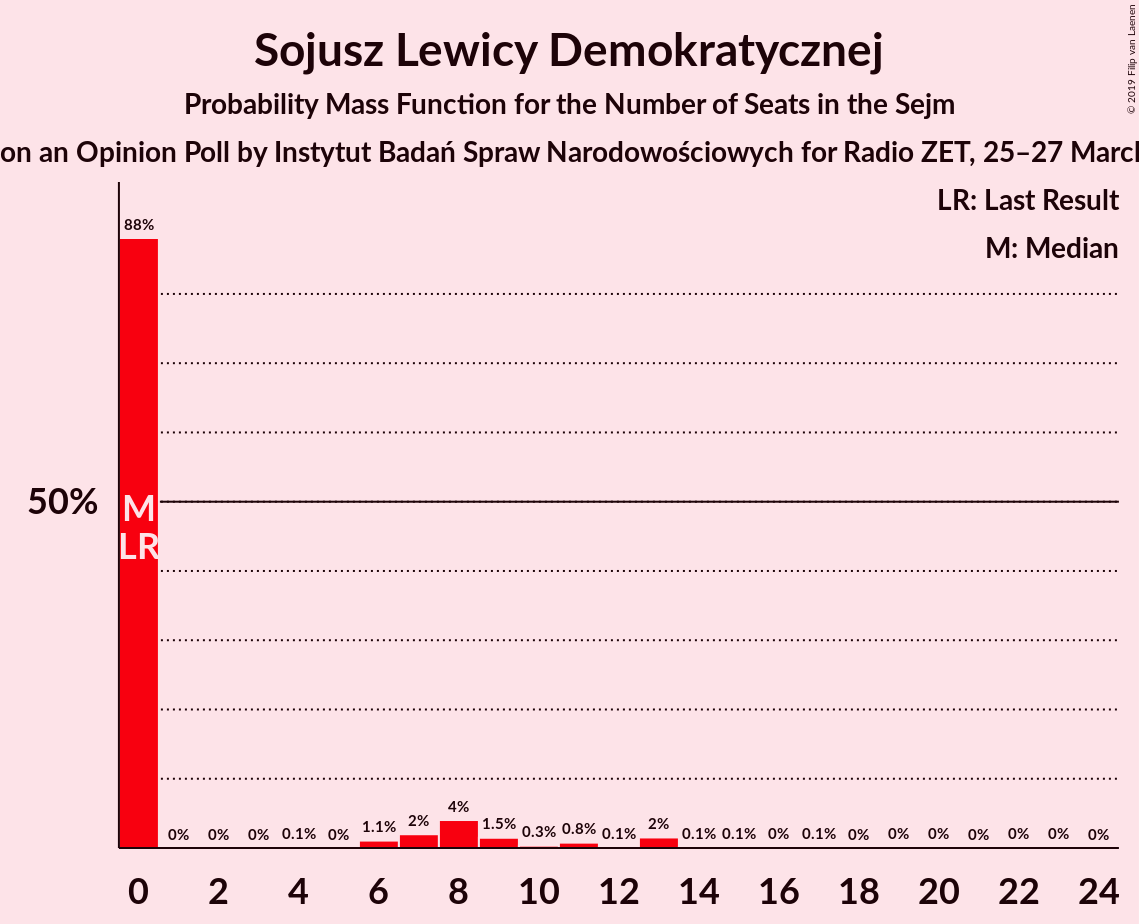 Sojusz Lewicy Demokratycznej
Probability Mass Function for the Number of Seats in the Sejm
on an Opinion Poll by Instytut Badań Spraw Narodowościowych for Radio ZET, 25–27 March
© 2019 Filip van Laenen
LR: Last Result
M: Median
88%
50%
M
LR
0% 0% 0% 0.1% 0% 1.1% 2% 4% 1.5% 0.3% 0.8% 0.1% 2% 0.1% 0.1% 0% 0.1% 0% 0% 0% 0% 0% 0% 0%
0 2 4 6 8 10 12 14 16 18 20 22 24